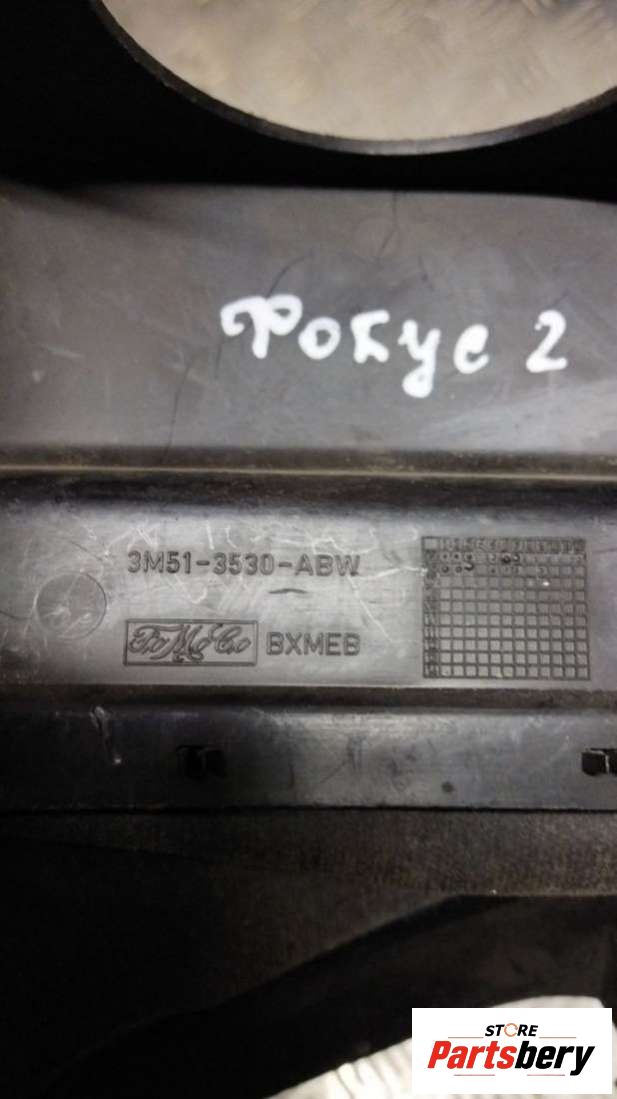 Фокус 2
3M51-3530-ABW
FoMoCo BXMEB
STORE
Partsbery